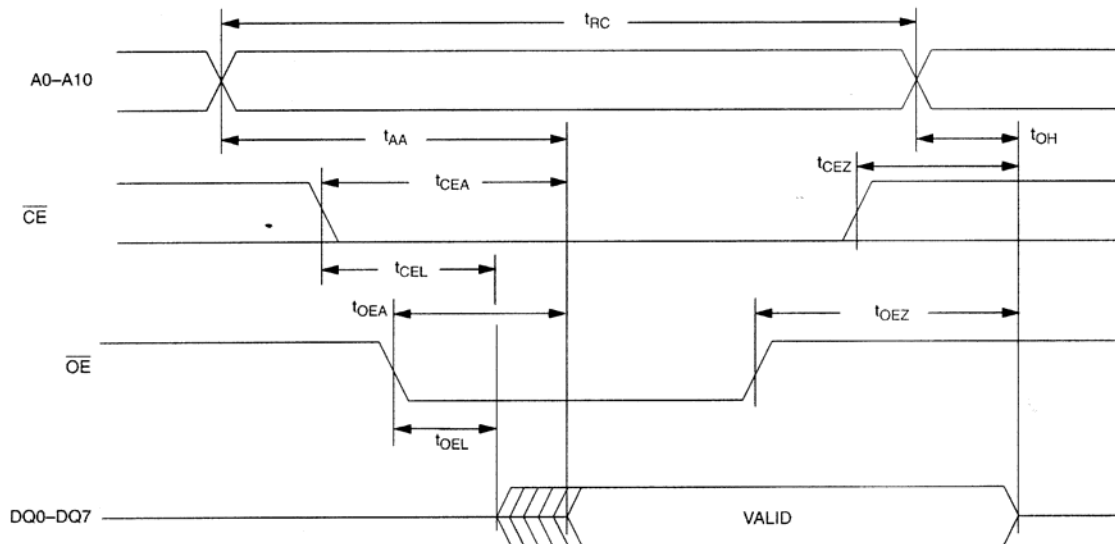 tRC
A0–A10
tAA
tOH
tCEZ
tCEA
CE
tCEL
tOEA
tOEZ
OE
tOEL
DQ0–DQ7
VALID